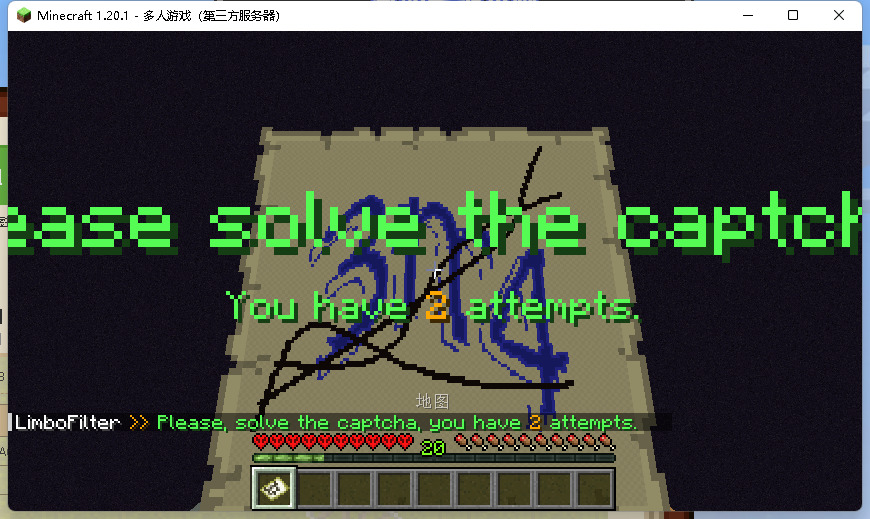 Minecraft 1.20.1 - 多人游戏（第三方服务器）
ease solve the captch
You have 2 attempts.
地图
LimboFilter >> Please, solve the captcha, you have 2 attempts.
20